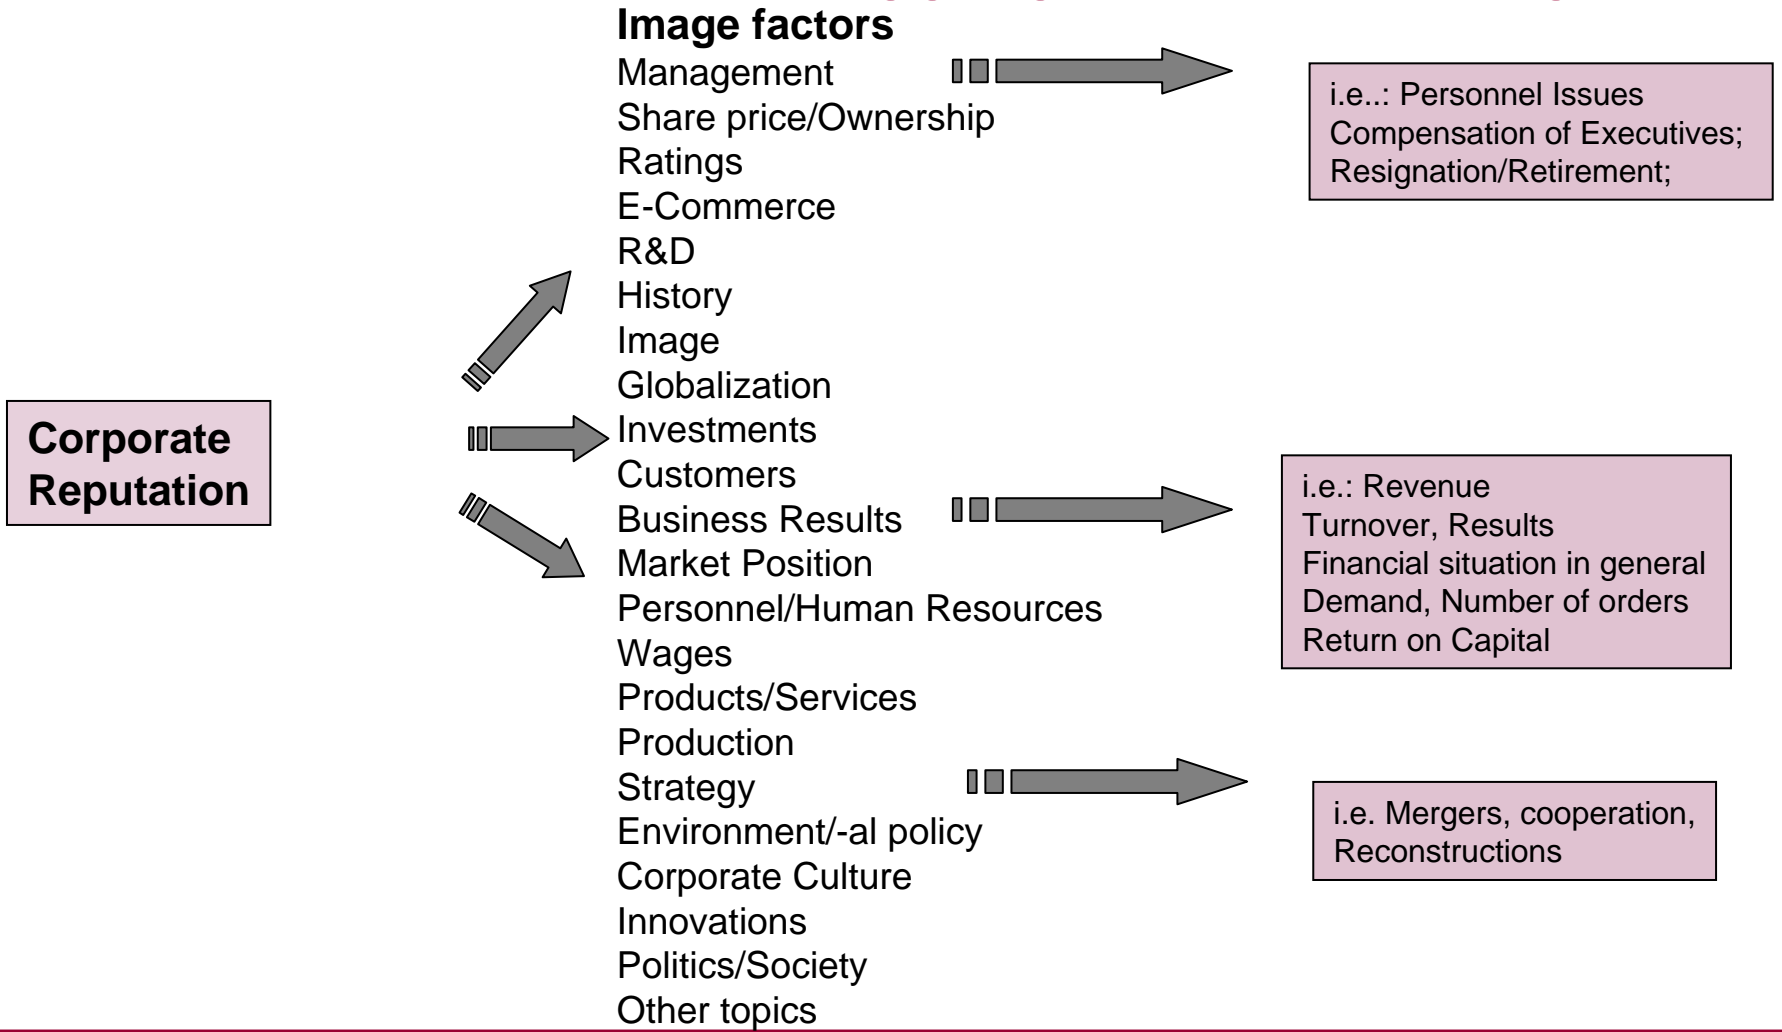 Image factors
Management
Share price/Ownership
Ratings
E-Commerce
R&D
History
Image
Globalization
Investments
Customers
Business Results
Market Position
Personnel/Human Resources
Wages
Products/Services
Production
Strategy
Environment/-al policy
Corporate Culture
Innovations
Politics/Society
Other topics
Corporate
Reputation
i.e..: Personnel Issues
Compensation of Executives;
Resignation/Retirement;
i.e.: Revenue
Turnover, Results
Financial situation in general
Demand, Number of orders
Return on Capital
i.e. Mergers, cooperation,
Reconstructions